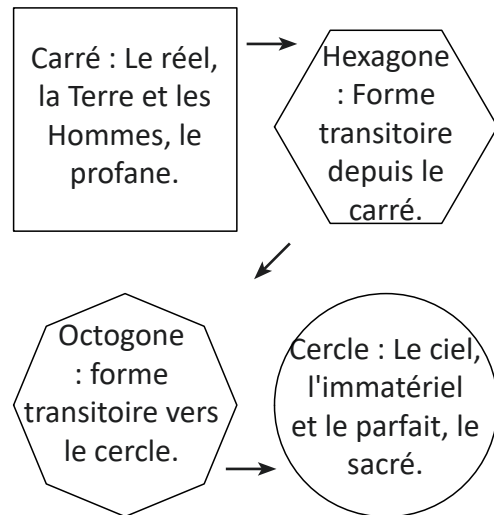 Carré : Le réel,
la Terre et les
Hommes, le
profane.
Hexagone
: Forme
transitoire
depuis le
carré.
Octogone
: forme
transitoire vers
le cercle.
Cercle : Le ciel,
l'immatériel
et le parfait, le
sacré.